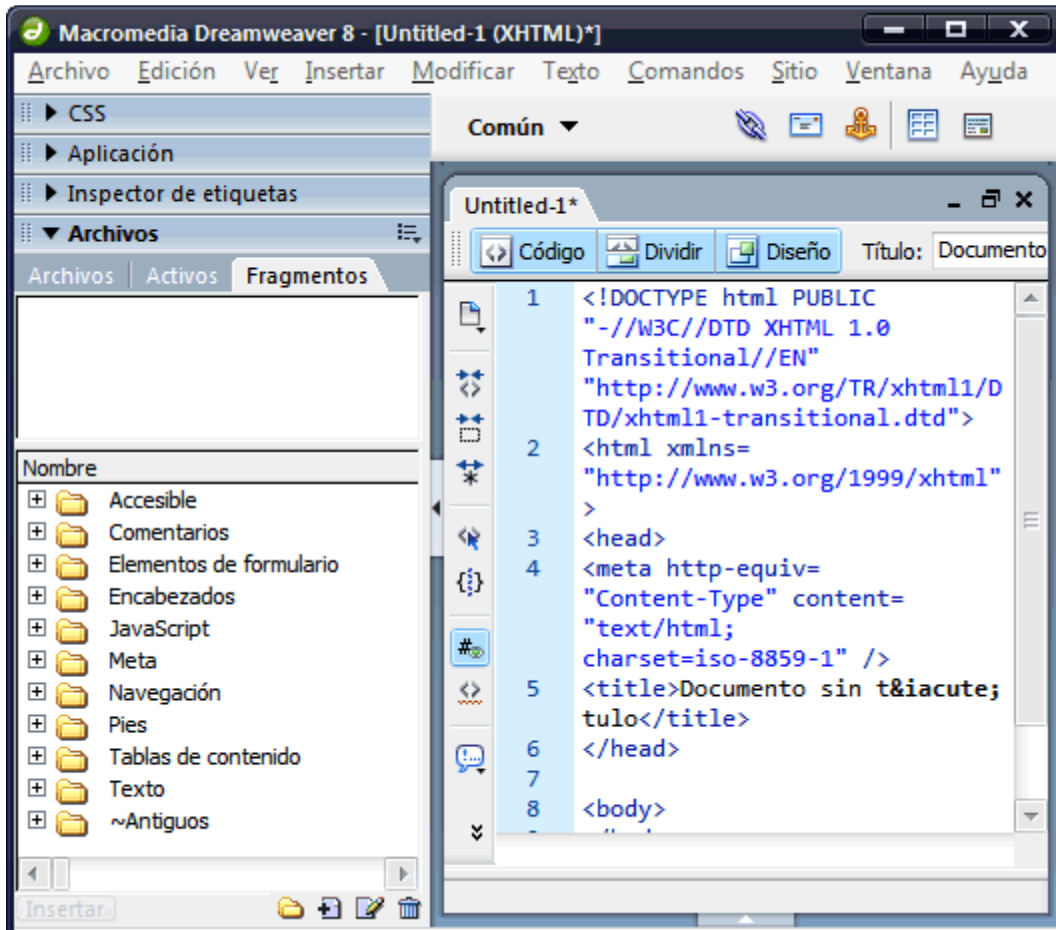 Macromedia Dreamweaver 8 - [Untitled-1 (XHTML)*]
Archivo Edición Ver Insertar Modificar Texto Comandos Sitio Ventana Ayuda
CSS
Aplicación
Inspector de etiquetas
Archivos
Archivos Activos Fragmentos
Nombre
Accesible
Comentarios
Elementos de formulario
Encabezados
JavaScript
Meta
Navegación
Pies
Tablas de contenido
Texto
~Antiguos
Insertar
Común
Untitled-1*
Código Dividir Diseño Título: Documento
1 <!DOCTYPE html PUBLIC
"-//W3C//DTD XHTML 1.0
Transitional//EN"
"http://www.w3.org/TR/xhtml1/D
TD/xhtml1-transitional.dtd">
2 <html xmlns=
"http://www.w3.org/1999/xhtml"
>
3 <head>
4 <meta http-equiv=
"Content-Type" content=
"text/html;
charset=iso-8859-1" />
5 <title>Documento sin t&iacute;
tulo</title>
6 </head>
7
8 <body>